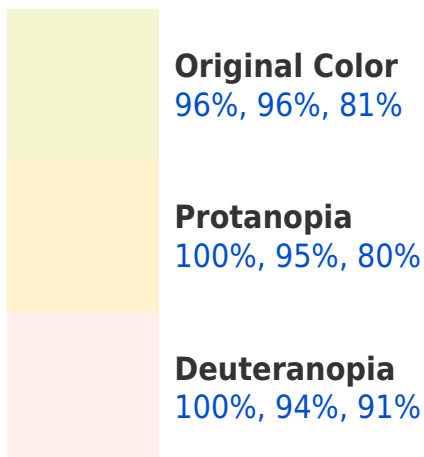 Original Color
96%, 96%, 81%
Protanopia
100%, 95%, 80%
Deuteranopia
100%, 94%, 91%